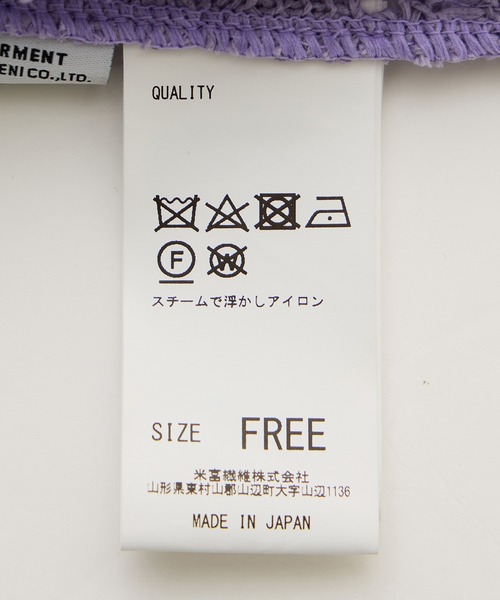 ARMENT
ENI CO.,LTD.
QUALITY
F W
スチームで浮かしアイロン
SIZE FREE
米富繊維株式会社
山形県東村山郡山辺町大字山辺1136
MADE IN JAPAN